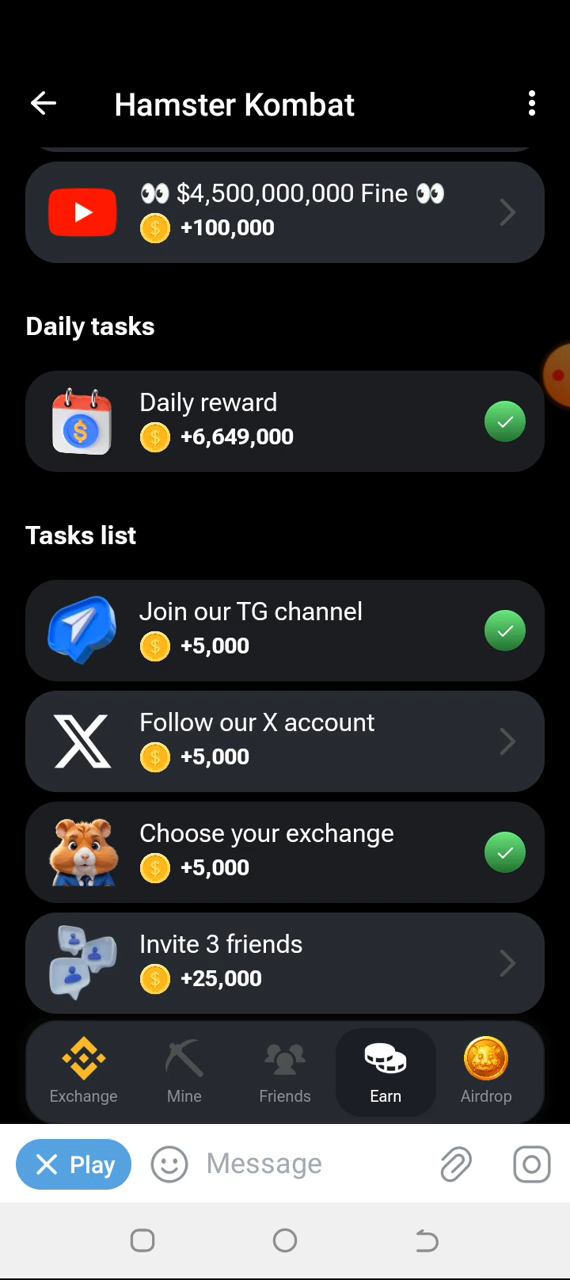 Hamster Kombat
👀 $4,500,000,000 Fine 👀
+100,000
Daily tasks
Daily reward
+6,649,000
Tasks list
Join our TG channel
+5,000
Follow our X account
+5,000
Choose your exchange
+5,000
Invite 3 friends
+25,000
Exchange
Mine
Friends
Earn
Airdrop
Play
Message